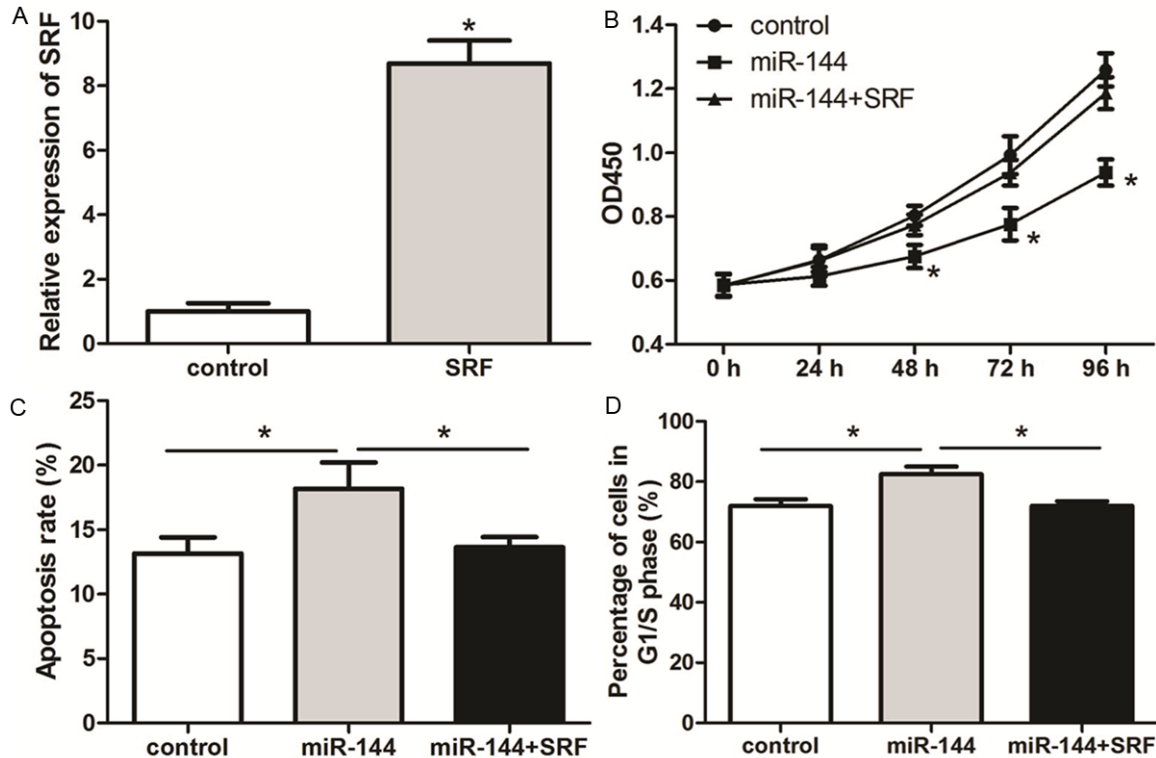 A
Relative expression of SRF
10
8
6
4
2
0
*
control
SRF
B
OD450
1.4
1.2
1.0
0.8
0.6
0.4
control
miR-144
miR-144+SRF
*
*
*
0 h
24 h
48 h
72 h
96 h
C
Apoptosis rate (%)
25
20
15
10
5
0
*
*
control
miR-144
miR-144+SRF
D
Percentage of cells in
G1/S phase (%)
100
80
60
40
20
0
*
*
control
miR-144
miR-144+SRF